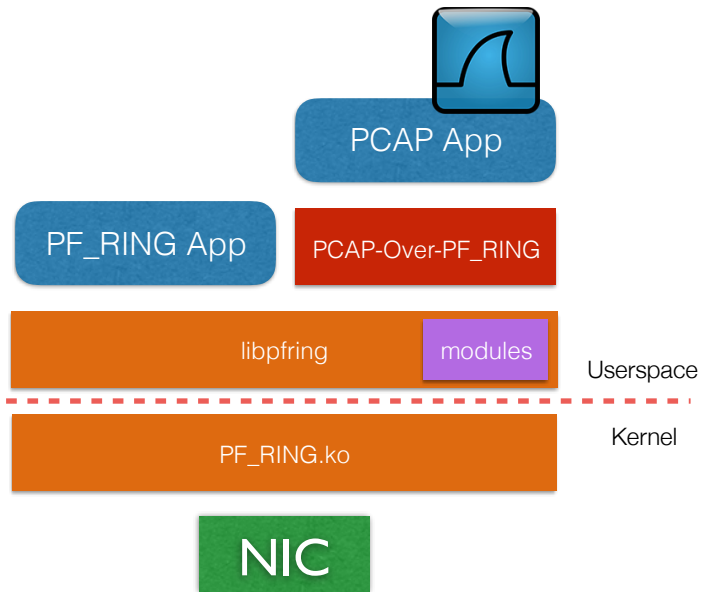 PCAP App
PF_RING App
PCAP-Over-PF_RING
libpfring
modules
Userspace
Kernel
PF_RING.ko
NIC